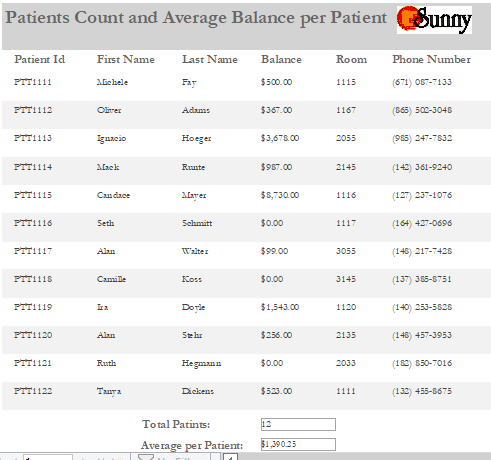 Patients Count and Average Balance per Patient Sunny
Patient Id First Name Last Name Balance Room Phone Number
PTT1111 Michele Fay $500.00 1115 (671) 087-7133
PTT1112 Oliver Adams $367.00 1167 (865) 502-3048
PTT1113 Ignacio Hoeger $3,678.00 2055 (985) 247-7832
PTT1114 Mack Runte $987.00 2145 (142) 361-9240
PTT1115 Candace Mayer $8,730.00 1116 (127) 237-1076
PTT1116 Seth Schmitt $0.00 1117 (164) 427-0696
PTT1117 Alan Walter $99.00 3055 (148) 217-7428
PTT1118 Camille Koss $0.00 3145 (137) 385-8751
PTT1119 Ira Doyle $1,543.00 1120 (140) 253-5828
PTT1120 Alan Stehr $256.00 2135 (148) 457-3953
PTT1121 Ruth Hegmann $0.00 2033 (182) 850-7016
PTT1122 Tanya Dickens $523.00 1111 (132) 455-8675
Total Patints: 12
Average per Patient: $1,390.25